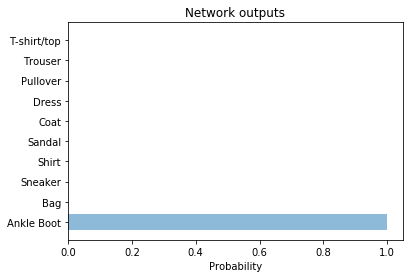 Network outputs
T-shirt/top
Trouser
Pullover
Dress
Coat
Sandal
Shirt
Sneaker
Bag
Ankle Boot
0.0 0.2 0.4 0.6 0.8 1.0
Probability